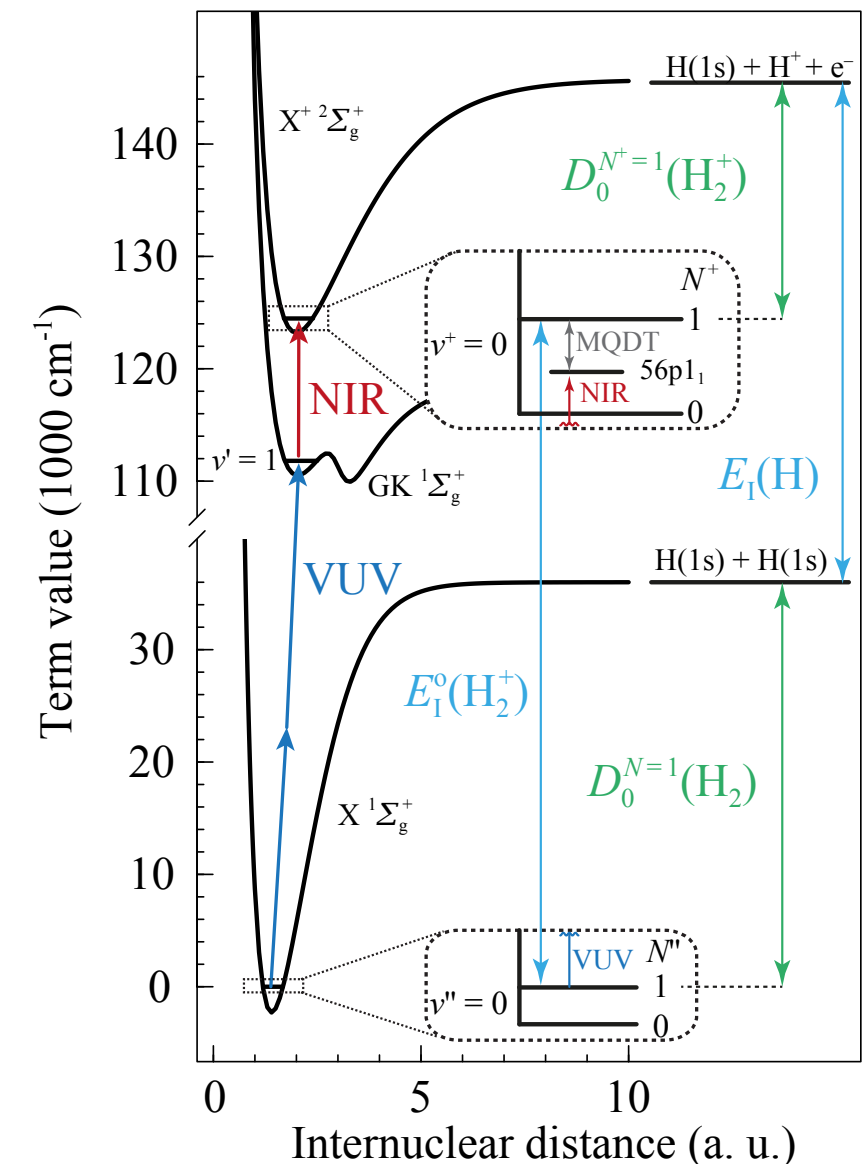 H(1s) + H⁺ + e⁻
X⁺ ²Σg⁺
140
D₀^{N⁺=1}(H₂⁺)
130
N⁺
1
v⁺ = 0
MQDT
120
56p1₁
NIR
NIR
0
v' = 1
E_I(H)
110
GK ¹Σg⁺
H(1s) + H(1s)
VUV
30
E_I^o(H₂⁺)
20
D₀^{N=1}(H₂)
X ¹Σg⁺
10
N"
VUV
1
0
v" = 0
0
0
5
10
Term value (1000 cm⁻¹)
Internuclear distance (a. u.)